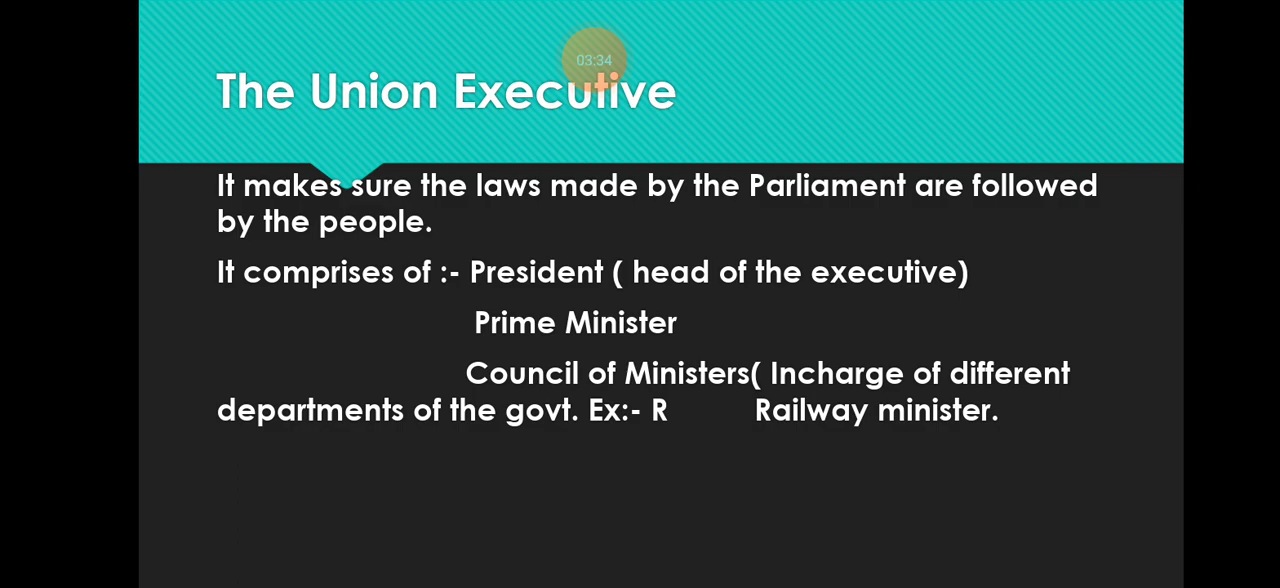 03:34
The Union Executive
It makes sure the laws made by the Parliament are followed
by the people.
It comprises of :- President ( head of the executive)
Prime Minister
Council of Ministers( Incharge of different
departments of the govt. Ex:- R Railway minister.